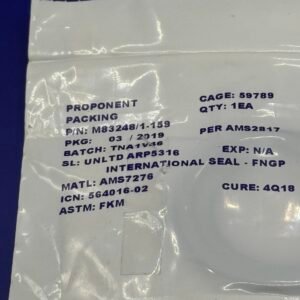 PROPONENT
PACKING
P/N: M83248/1-159
PKG: 03 / 2019
BATCH:
SL: UNLTD ARP5316
INTERNATIONAL SEAL - FNGP
MATL: AMS7276
ICN: 564016-02
ASTM: FKM
CAGE: 59789
QTY: 1EA
PER AMS2817
EXP: N/A
CURE: 4Q18